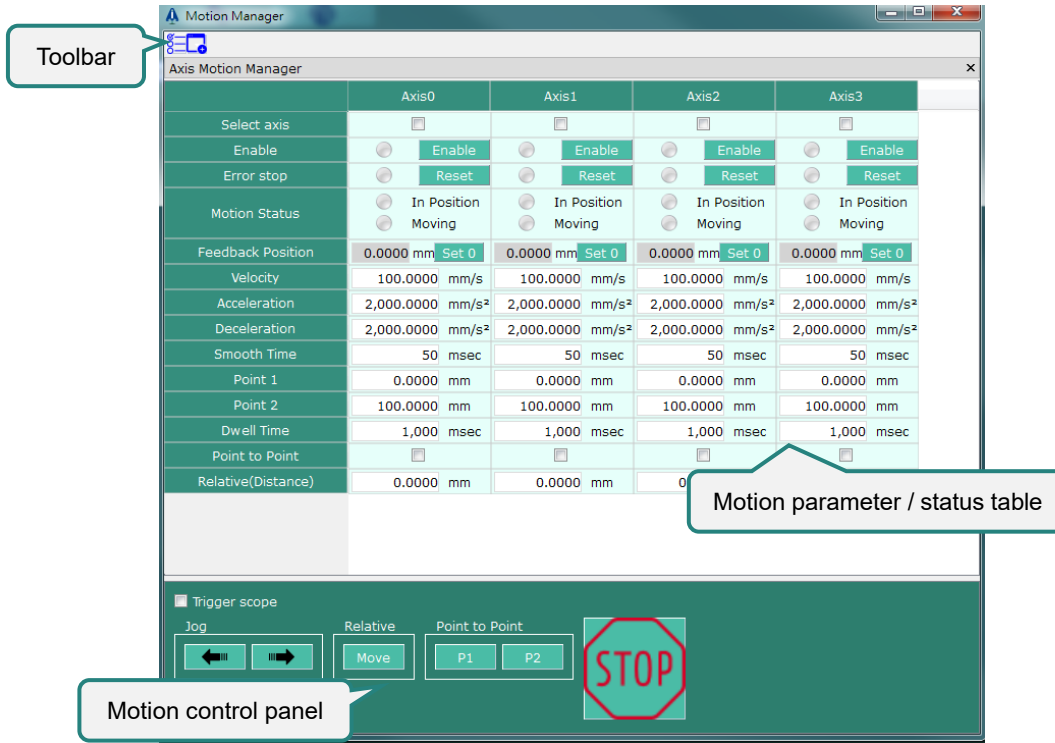 Motion Manager
Toolbar
Axis Motion Manager ×
Axis0 Axis1 Axis2 Axis3
Select axis
Enable Enable Enable Enable Enable
Error stop Reset Reset Reset Reset
Motion Status
In Position In Position In Position In Position
Moving Moving Moving Moving
Feedback Position 0.0000 mm Set 0 0.0000 mm Set 0 0.0000 mm Set 0 0.0000 mm Set 0
Velocity 100.0000 mm/s 100.0000 mm/s 100.0000 mm/s 100.0000 mm/s
Acceleration 2,000.0000 mm/s² 2,000.0000 mm/s² 2,000.0000 mm/s² 2,000.0000 mm/s²
Deceleration 2,000.0000 mm/s² 2,000.0000 mm/s² 2,000.0000 mm/s² 2,000.0000 mm/s²
Smooth Time 50 msec 50 msec 50 msec 50 msec
Point 1 0.0000 mm 0.0000 mm 0.0000 mm 0.0000 mm
Point 2 100.0000 mm 100.0000 mm 100.0000 mm 100.0000 mm
Dwell Time 1,000 msec 1,000 msec 1,000 msec 1,000 msec
Point to Point
Relative(Distance) 0.0000 mm 0.0000 mm 0
Motion parameter / status table
Trigger scope
Jog Relative Point to Point
Move P1 P2
STOP
Motion control panel